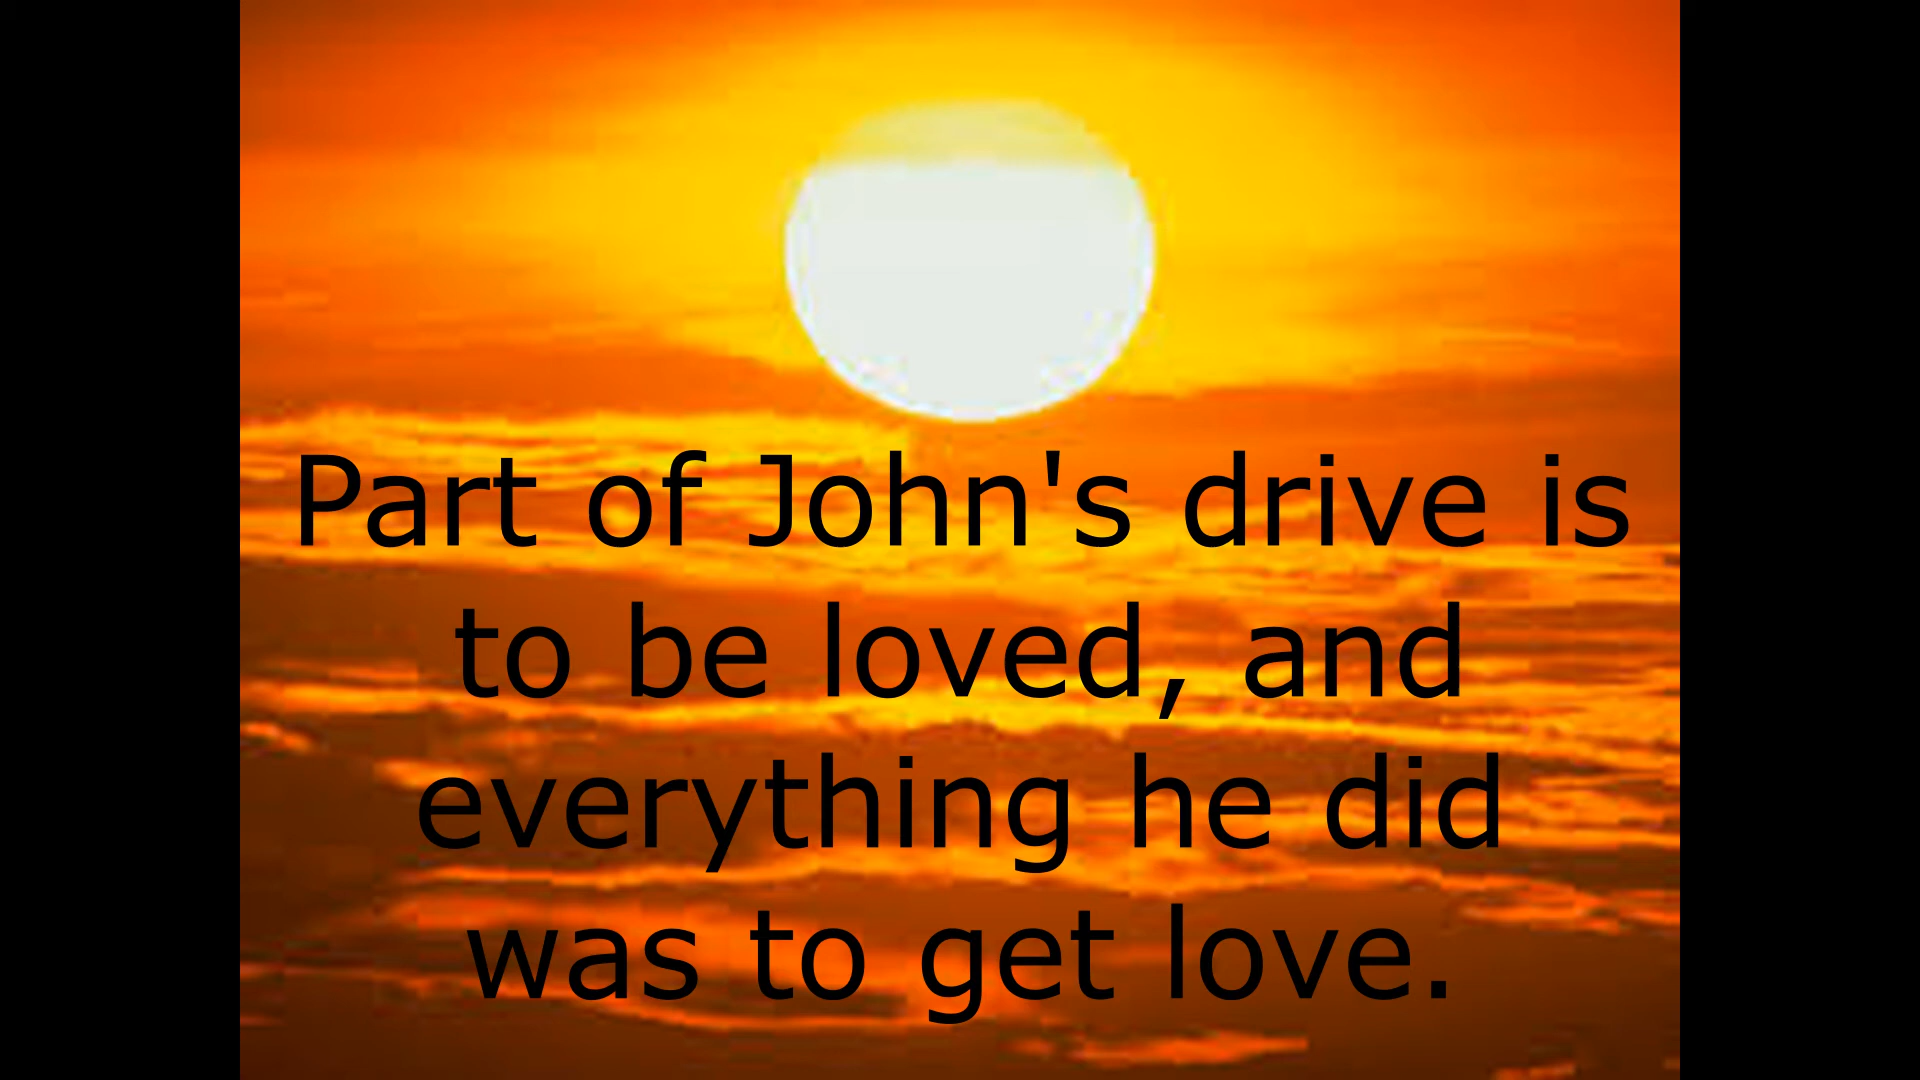 Part of John's drive is
to be loved, and
everything he did
was to get love.